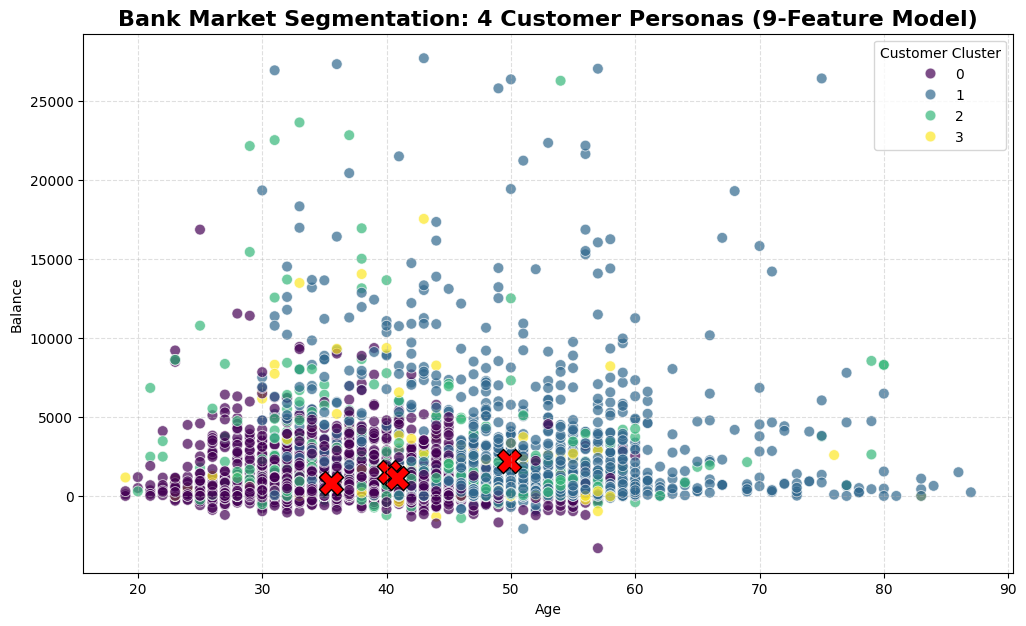 Bank Market Segmentation: 4 Customer Personas (9-Feature Model)
Customer Cluster
0
1
2
3
Balance
25000
20000
15000
10000
5000
0
20 30 40 50 60 70 80 90
Age